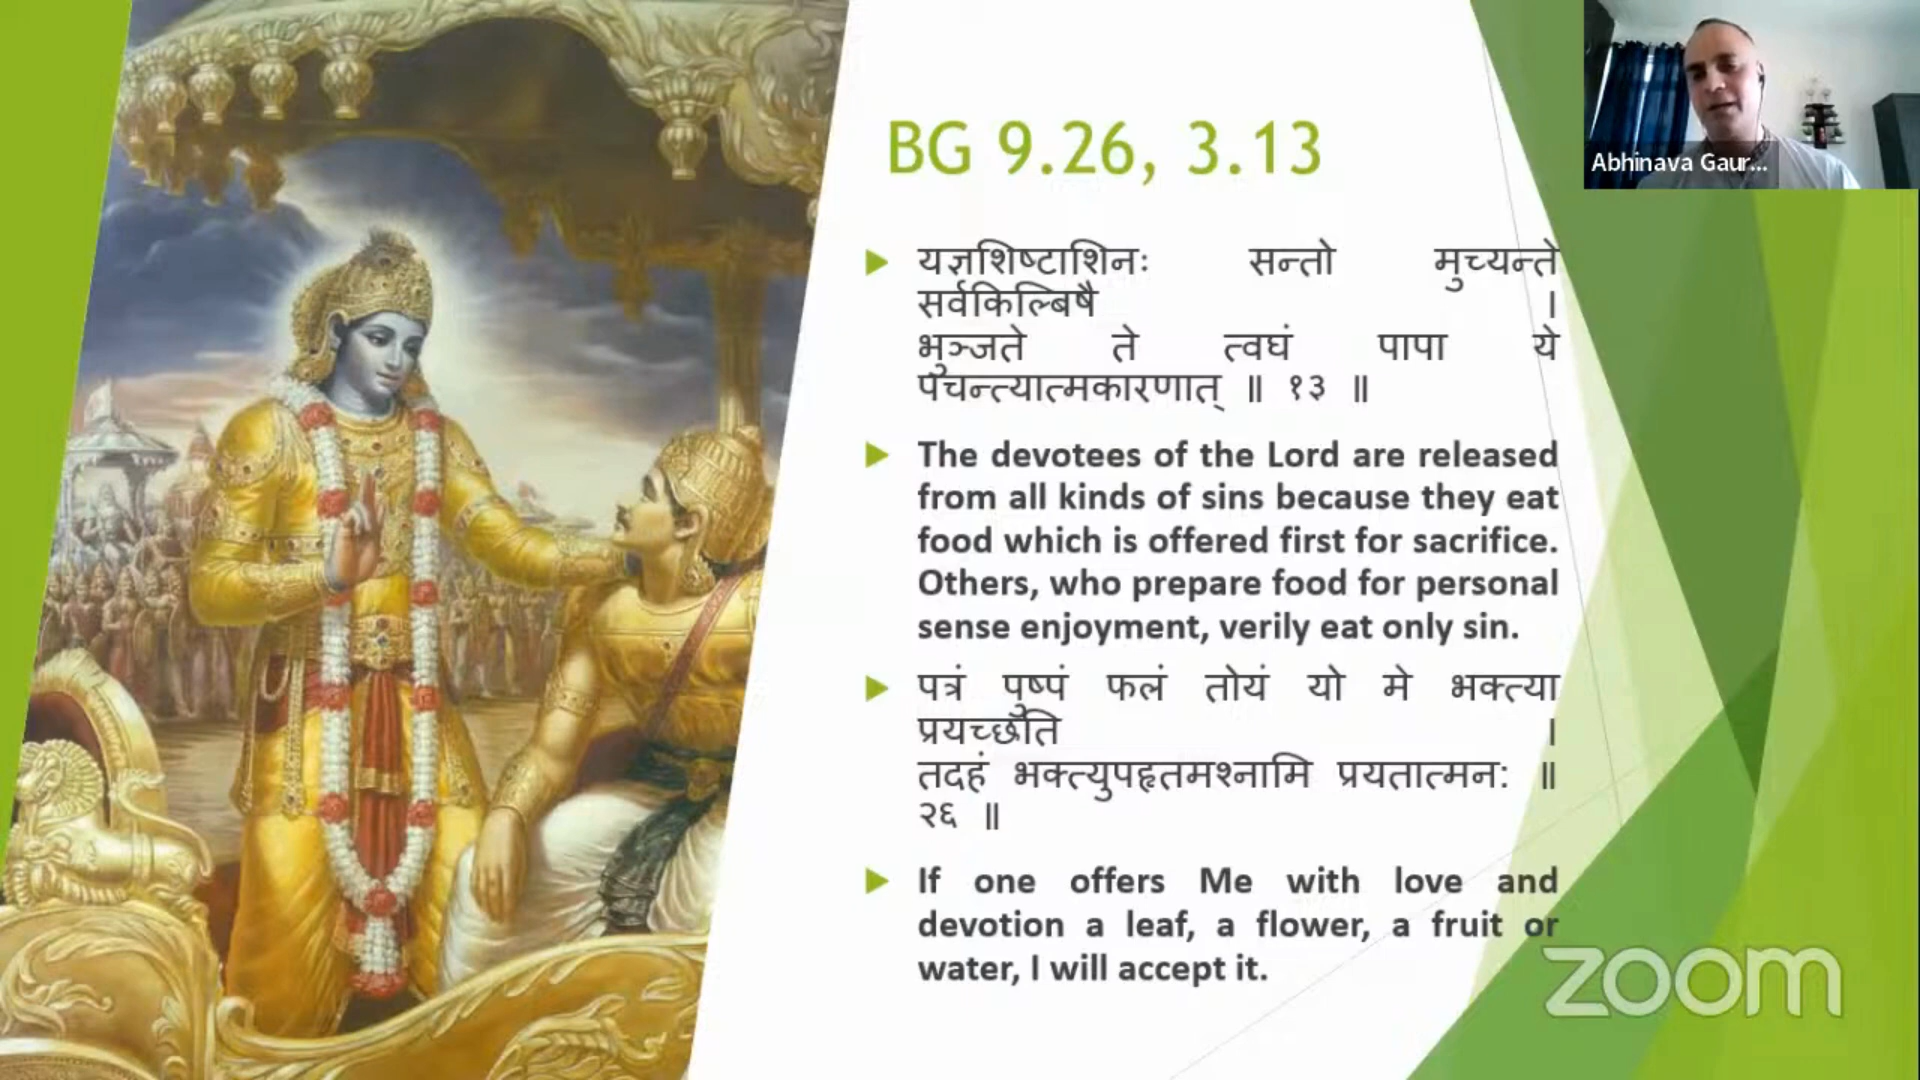 BG 9.26, 3.13
Abhinava Gaur...
यज्ञशिष्टाशिनः सन्तो मुच्यन्ते
सर्वकिल्बिषै ।
भुञ्जते ते त्वघं पापा ये
पचन्त्यात्मकारणात् ॥ १३ ॥
The devotees of the Lord are released
from all kinds of sins because they eat
food which is offered first for sacrifice.
Others, who prepare food for personal
sense enjoyment, verily eat only sin.
पत्रं पुष्पं फलं तोयं यो मे भक्त्या
प्रयच्छति ।
तदहं भक्त्युपहृतमश्नामि प्रयतात्मन: ॥
२६ ॥
If one offers Me with love and
devotion a leaf, a flower, a fruit or
water, I will accept it.
zoom